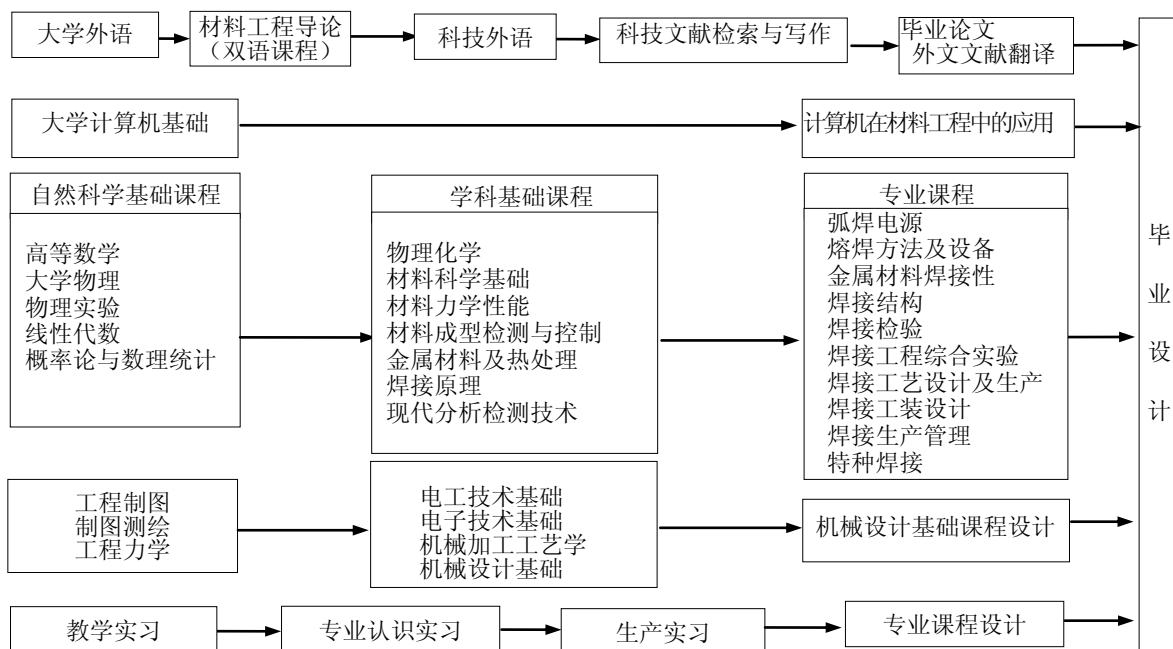 大学外语
材料工程导论
（双语课程）
科技外语
科技文献检索与写作
毕业论文
外文文献翻译
大学计算机基础
计算机在材料工程中的应用
自然科学基础课程
高等数学
大学物理
物理实验
线性代数
概率论与数理统计
学科基础课程
物理化学
材料科学基础
材料力学性能
材料成型检测与控制
金属材料及热处理
焊接原理
现代分析检测技术
专业课程
弧焊电源
熔焊方法及设备
金属材料焊接性
焊接结构
焊接检验
焊接工程综合实验
焊接工艺设计及生产
焊接工装设计
焊接生产管理
特种焊接
工程制图
制图测绘
工程力学
电工技术基础
电子技术基础
机械加工工艺学
机械设计基础
机械设计基础课程设计
教学实习
专业认识实习
生产实习
专业课程设计
毕
业
设
计